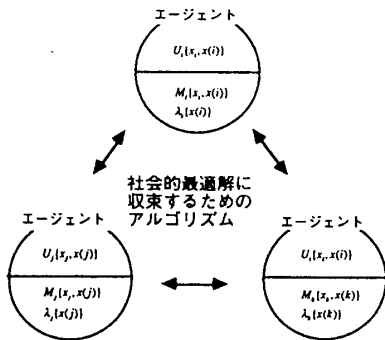 エージェント
U_i{x_i, x(i)}
M_i{x_i, x(i)}
λ_i{x(i)}
社会的最適解に
収束するための
アルゴリズム
エージェント
U_j{x_j, x(j)}
M_j{x_j, x(j)}
λ_j{x(j)}
エージェント
U_i{x_i, x(i)}
M_k{x_k, x(k)}
λ_k{x(k)}